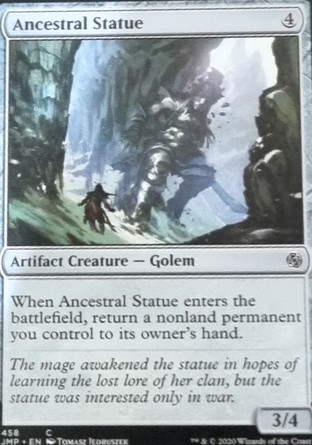 Ancestral Statue 4
Artifact Creature — Golem
When Ancestral Statue enters the
battlefield, return a nonland permanent
you control to its owner's hand.
The mage awakened the statue in hopes of
learning the lost lore of her clan, but the
statue was interested only in war.
3/4
458 C
JMP • EN Tomasz Jedruszek
™ & © 2020 Wizards of the Coast